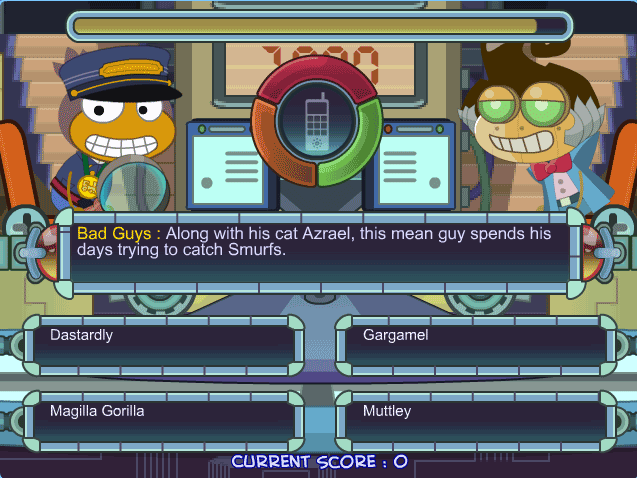 Bad Guys : Along with his cat Azrael, this mean guy spends his
days trying to catch Smurfs.
Dastardly
Gargamel
Magilla Gorilla
Muttley
CURRENT SCORE : 0